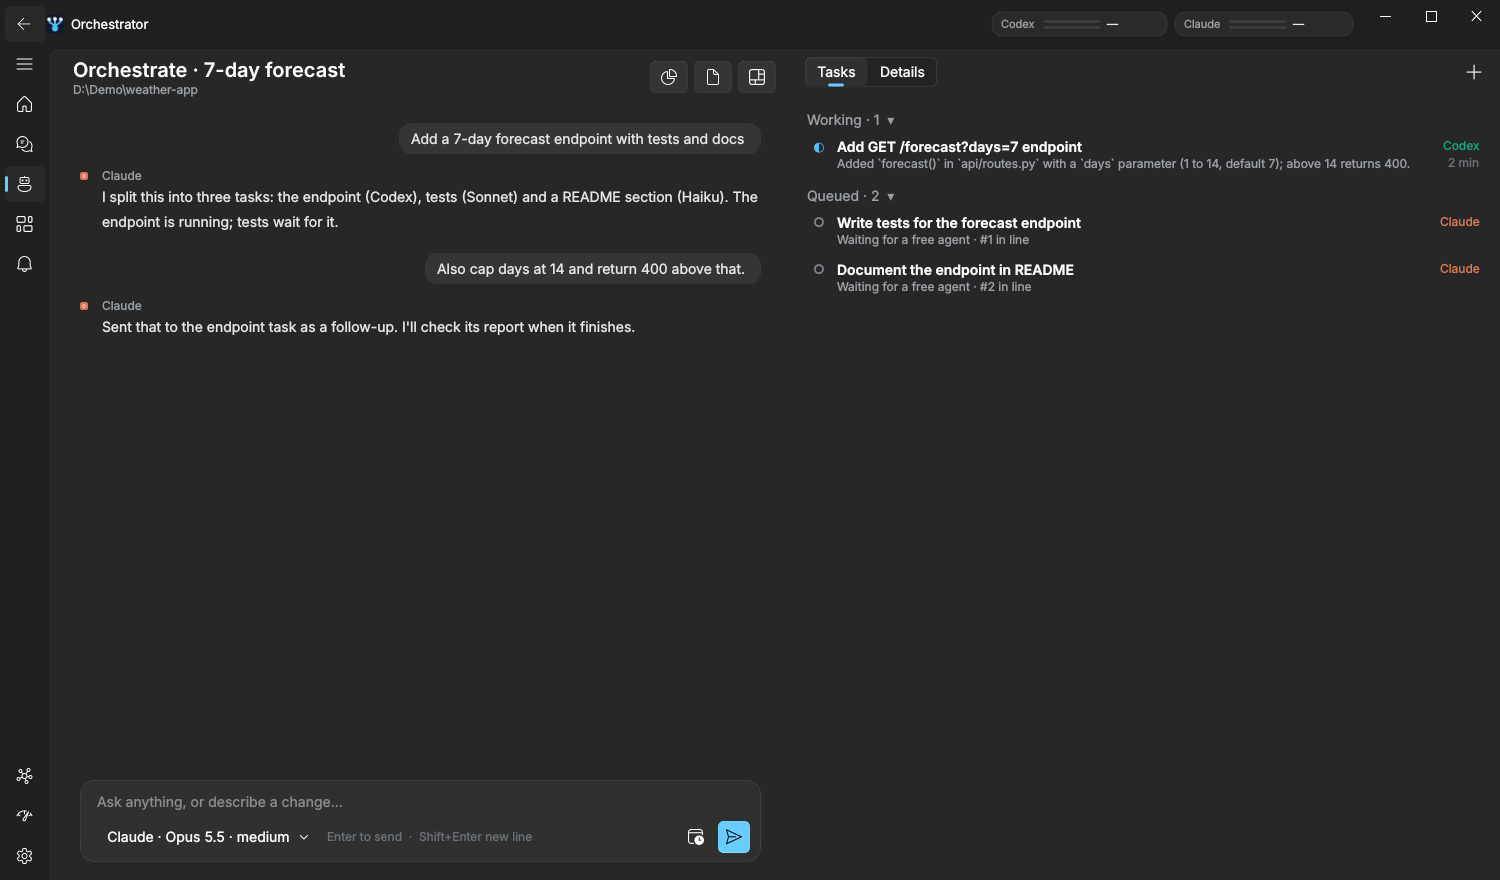 Orchestrator
Codex
Claude
Orchestrate · 7-day forecast
D:\Demo\weather-app
Add a 7-day forecast endpoint with tests and docs
Claude
I split this into three tasks: the endpoint (Codex), tests (Sonnet) and a README section (Haiku). The
endpoint is running; tests wait for it.
Also cap days at 14 and return 400 above that.
Claude
Sent that to the endpoint task as a follow-up. I'll check its report when it finishes.
Ask anything, or describe a change...
Claude · Opus 5.5 · medium
Enter to send · Shift+Enter new line
Tasks
Details
Working · 1
Add GET /forecast?days=7 endpoint
Codex
Added `forecast()` in `api/routes.py` with a `days` parameter (1 to 14, default 7); above 14 returns 400.
2 min
Queued · 2
Write tests for the forecast endpoint
Claude
Waiting for a free agent · #1 in line
Document the endpoint in README
Claude
Waiting for a free agent · #2 in line